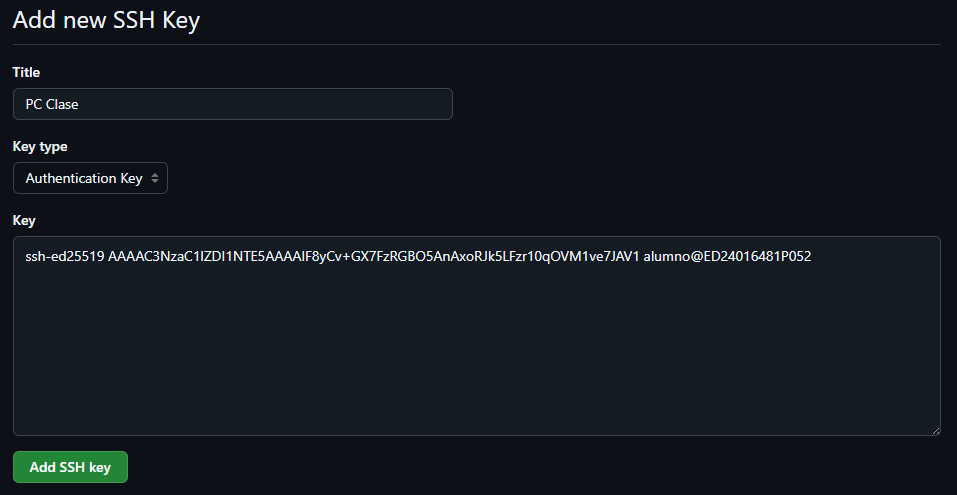 Add new SSH Key
Title
PC Clase
Key type
Authentication Key
Key
ssh-ed25519 AAAAC3NzaC1lZDI1NTE5AAAAIF8yCv+GX7FzRGBO5AnAxoRJk5LFzr10qOVM1ve7JAV1 alumno@ED24016481P052
Add SSH key